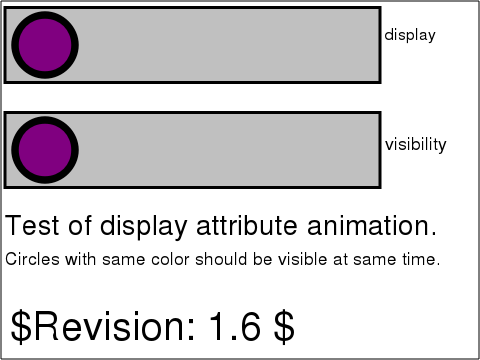 display
visibility
Test of display attribute animation.
Circles with same color should be visible at same time.
$Revision: 1.6 $